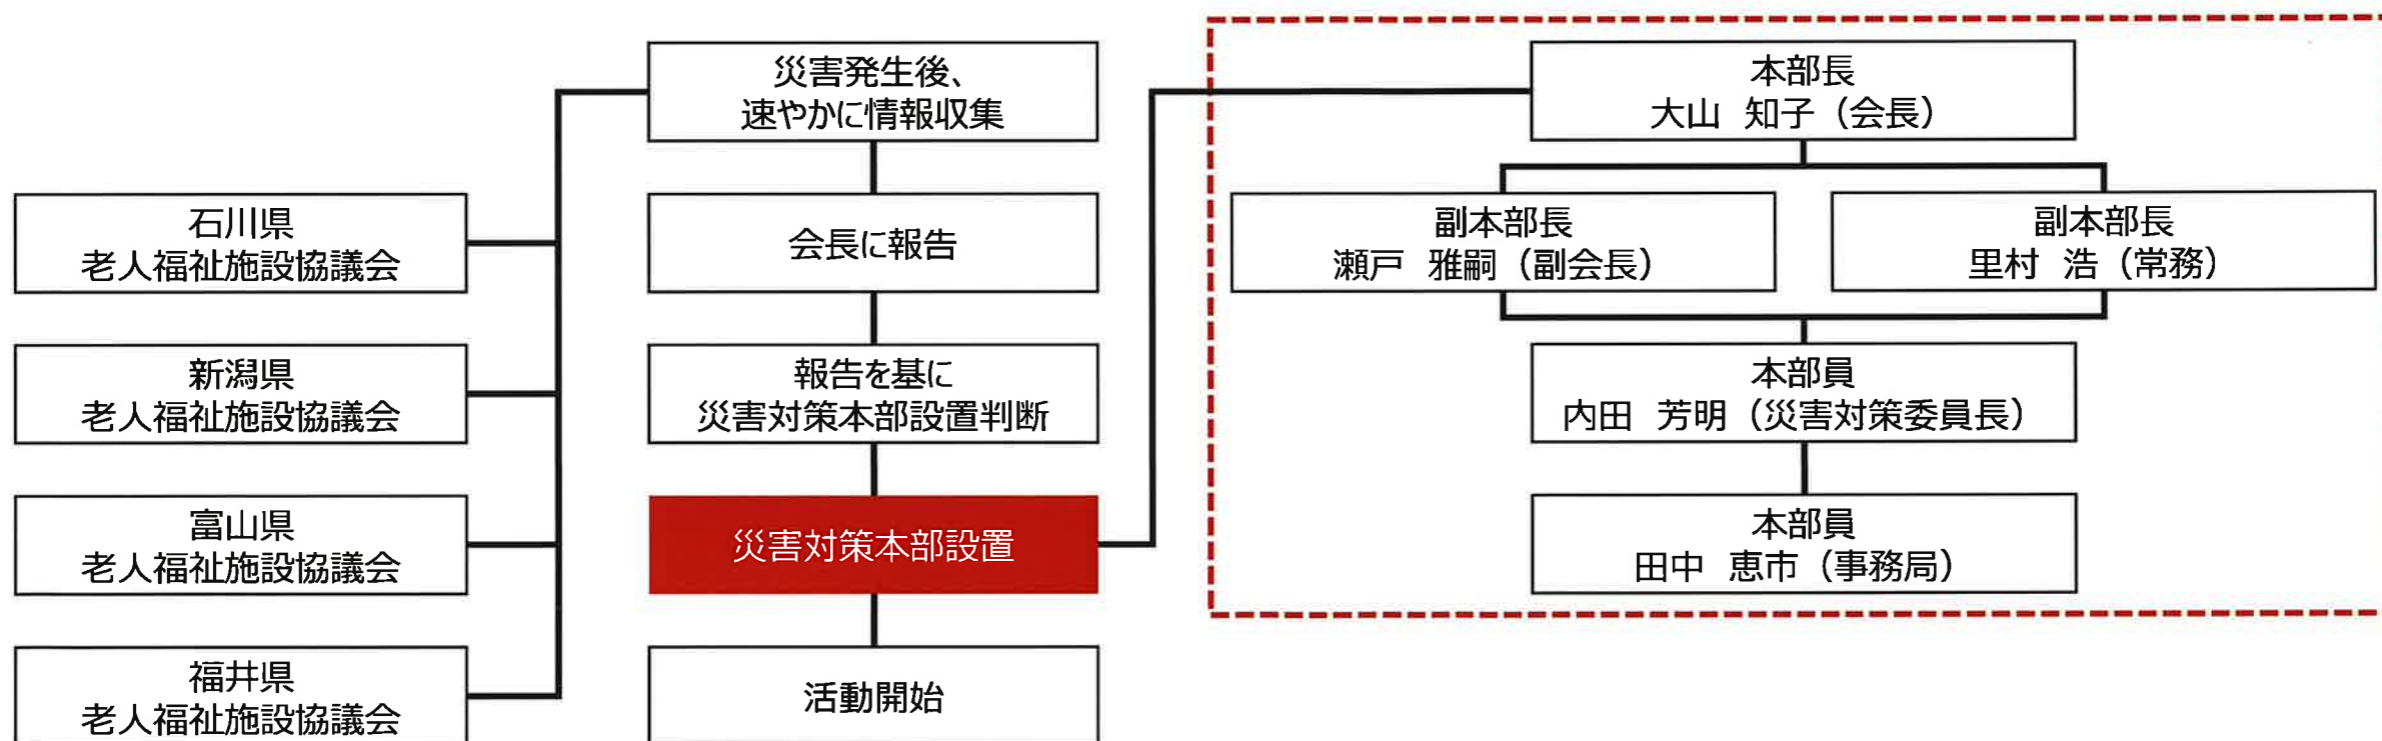 災害発生後、
速やかに情報収集
会長に報告
報告を基に
災害対策本部設置判断
災害対策本部設置
活動開始
石川県
老人福祉施設協議会
新潟県
老人福祉施設協議会
富山県
老人福祉施設協議会
福井県
老人福祉施設協議会
本部長
大山　知子（会長）
副本部長
瀬戸　雅嗣（副会長）
副本部長
里村　浩（常務）
本部員
内田　芳明（災害対策委員長）
本部員
田中　恵市（事務局）